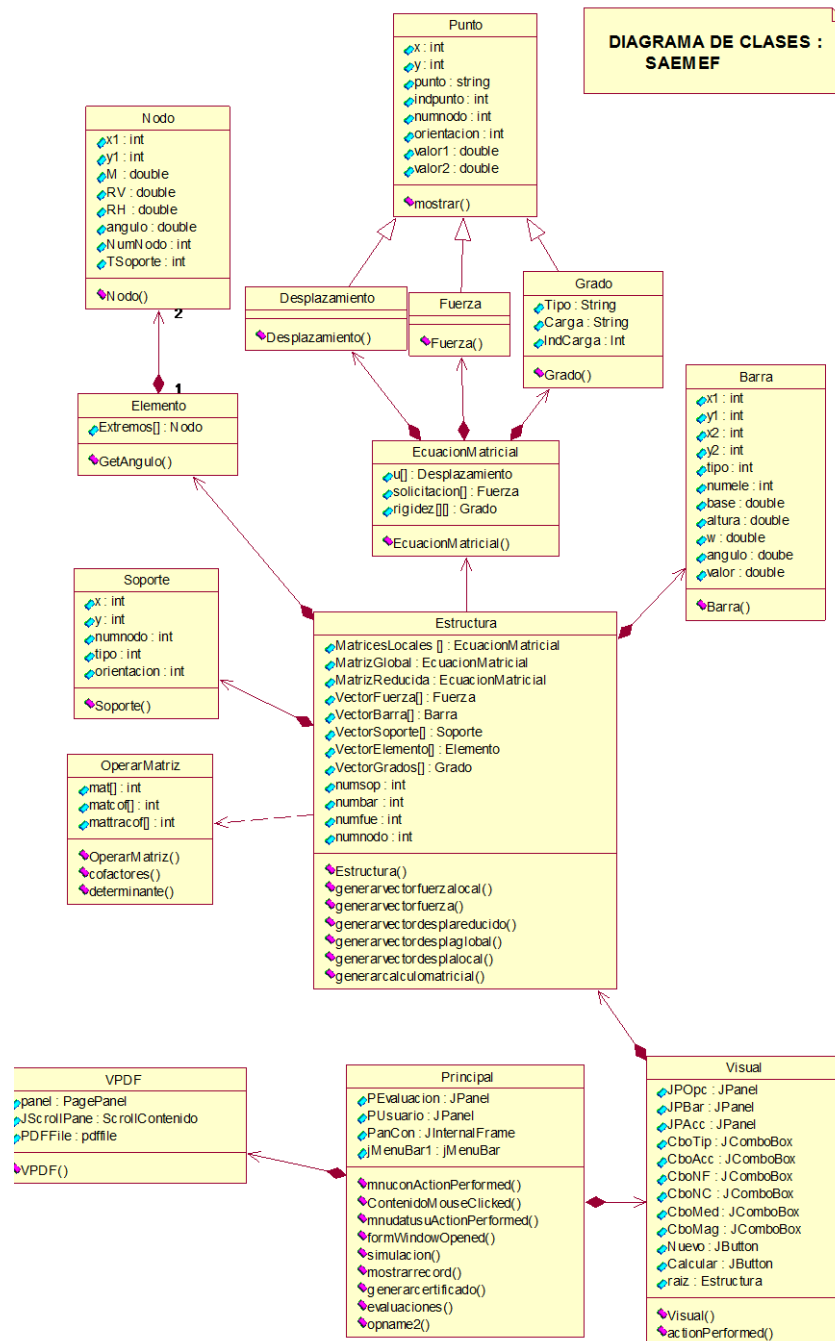 DIAGRAMA DE CLASES :
SAEMEF
Punto
x : int
y : int
punto : string
indpunto : int
numnodo : int
orientacion : int
valor1 : double
valor2 : double
mostrar()
Nodo
x1 : int
y1 : int
M : double
RV : double
RH : double
angulo : double
NumNodo : int
TSoporte : int
Nodo()
2
1
Desplazamiento
Desplazamiento()
Fuerza
Fuerza()
Grado
Tipo : String
Carga : String
IndCarga : Int
Grado()
Elemento
Extremos[] : Nodo
GetAngulo()
EcuacionMatricial
u[] : Desplazamiento
solicitacion[] : Fuerza
rigidez[][] : Grado
EcuacionMatricial()
Barra
x1 : int
y1 : int
x2 : int
y2 : int
tipo : int
numele : int
base : double
altura : double
w : double
angulo : doube
valor : double
Barra()
Soporte
x : int
y : int
numnodo : int
tipo : int
orientacion : int
Soporte()
Estructura
MatricesLocales [] : EcuacionMatricial
MatrizGlobal : EcuacionMatricial
MatrizReducida : EcuacionMatricial
VectorFuerza[] : Fuerza
VectorBarra[] : Barra
VectorSoporte[] : Soporte
VectorElemento[] : Elemento
VectorGrados[] : Grado
numsop : int
numbar : int
numfue : int
numnodo : int
Estructura()
generarvectorfuerzalocal()
generarvectorfuerza()
generarvectordesplareducido()
generarvectordesplaglobal()
generarvectordesplalocal()
generarcalculomatricial()
OperarMatriz
mat[] : int
matcof[] : int
mattracof[] : int
OperarMatriz()
cofactores()
determinante()
VPDF
panel : PagePanel
JScrollPane : ScrollContenido
PDFFile : pdffile
VPDF()
Principal
PEvaluacion : JPanel
PUsuario : JPanel
PanCon : JInternalFrame
jMenuBar1 : jMenuBar
mnuconActionPerformed()
ContenidoMouseClicked()
mnudatusuActionPerformed()
formWindowOpened()
simulacion()
mostrarrecord()
generarcertificado()
evaluaciones()
opname2()
Visual
JPOpc : JPanel
JPBar : JPanel
JPAcc : JPanel
CboTip : JComboBox
CboAcc : JComboBox
CboNF : JComboBox
CboNC : JComboBox
CboMed : JComboBox
CboMag : JComboBox
Nuevo : JButton
Calcular : JButton
raiz : Estructura
Visual()
actionPerformed()